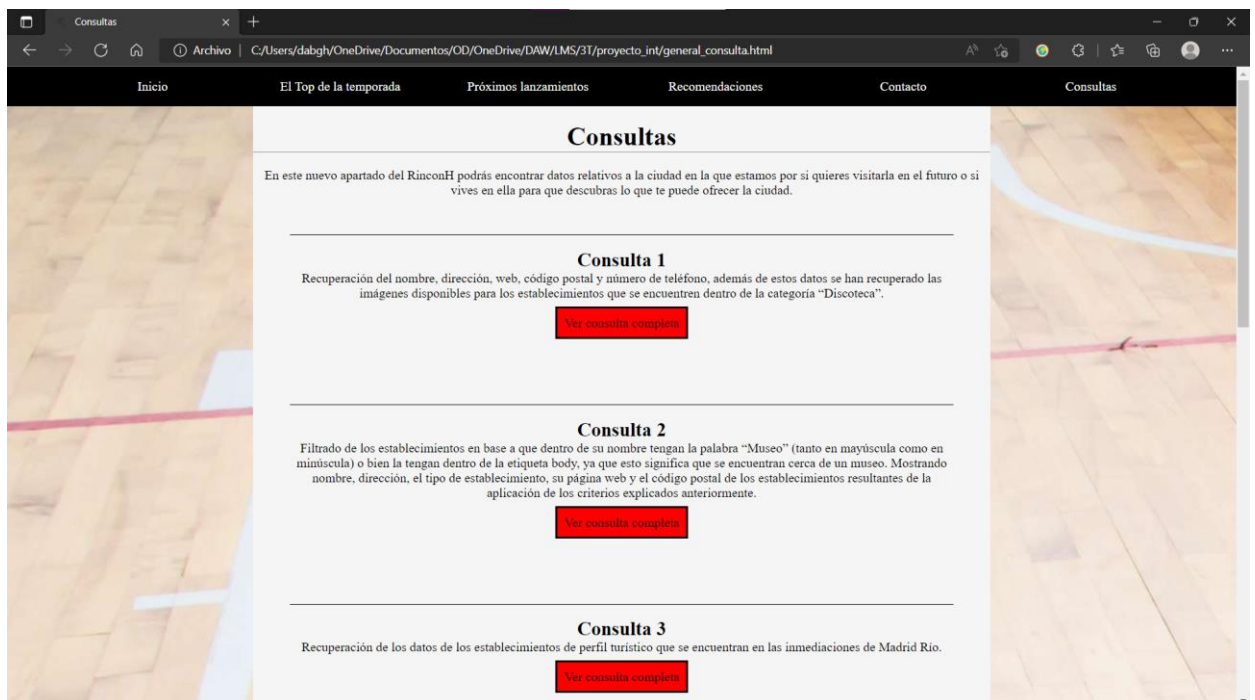 Consultas
Archivo
C:/Users/dabgh/OneDrive/Documentos/OD/OneDrive/DAW/LMS/3T/proyecto_int/general_consulta.html
Inicio
El Top de la temporada
Próximos lanzamientos
Recomendaciones
Contacto
Consultas
Consultas
En este nuevo apartado del RinconH podrás encontrar datos relativos a la ciudad en la que estamos por si quieres visitarla en el futuro o si
vives en ella para que descubras lo que te puede ofrecer la ciudad.
Consulta 1
Recuperación del nombre, dirección, web, código postal y número de teléfono, además de estos datos se han recuperado las
imágenes disponibles para los establecimientos que se encuentren dentro de la categoría “Discoteca”.
Ver consulta completa
Consulta 2
Filtrado de los establecimientos en base a que dentro de su nombre tengan la palabra “Museo” (tanto en mayúscula como en
minúscula) o bien la tengan dentro de la etiqueta body, ya que esto significa que se encuentran cerca de un museo. Mostrando
nombre, dirección, el tipo de establecimiento, su página web y el código postal de los establecimientos resultantes de la
aplicación de los criterios explicados anteriormente.
Ver consulta completa
Consulta 3
Recuperación de los datos de los establecimientos de perfil turístico que se encuentran en las inmediaciones de Madrid Río.
Ver consulta completa